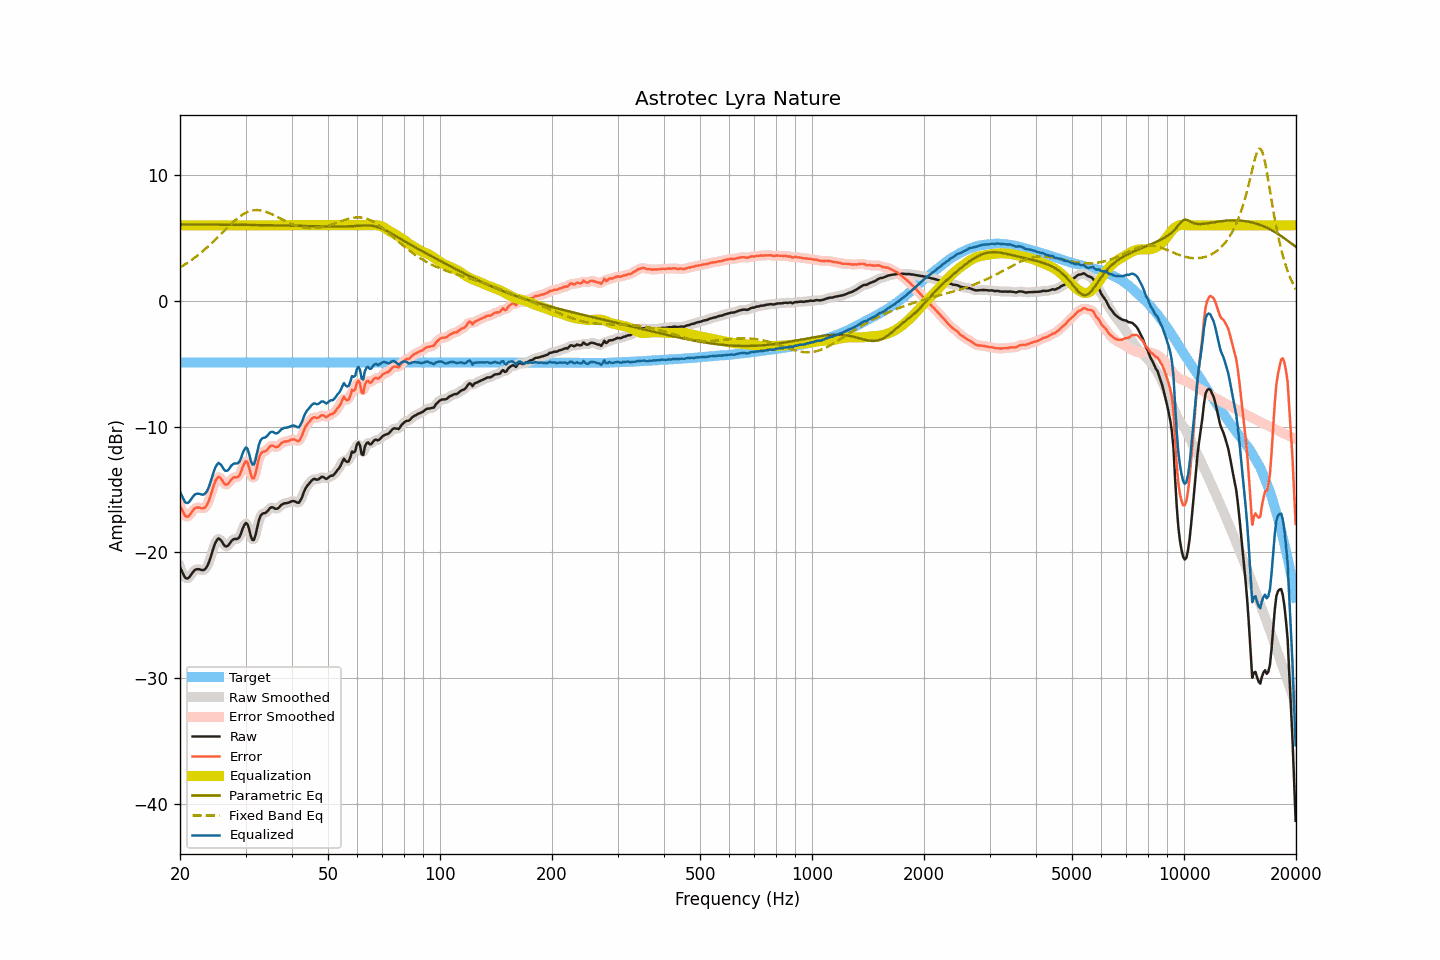 Astrotec Lyra Nature
10
0
−10
−20
−30
−40
Amplitude (dBr)
Target
Raw Smoothed
Error Smoothed
Raw
Error
Equalization
Parametric Eq
Fixed Band Eq
Equalized
20 50 100 200 500 1000 2000 5000 10000 20000
Frequency (Hz)